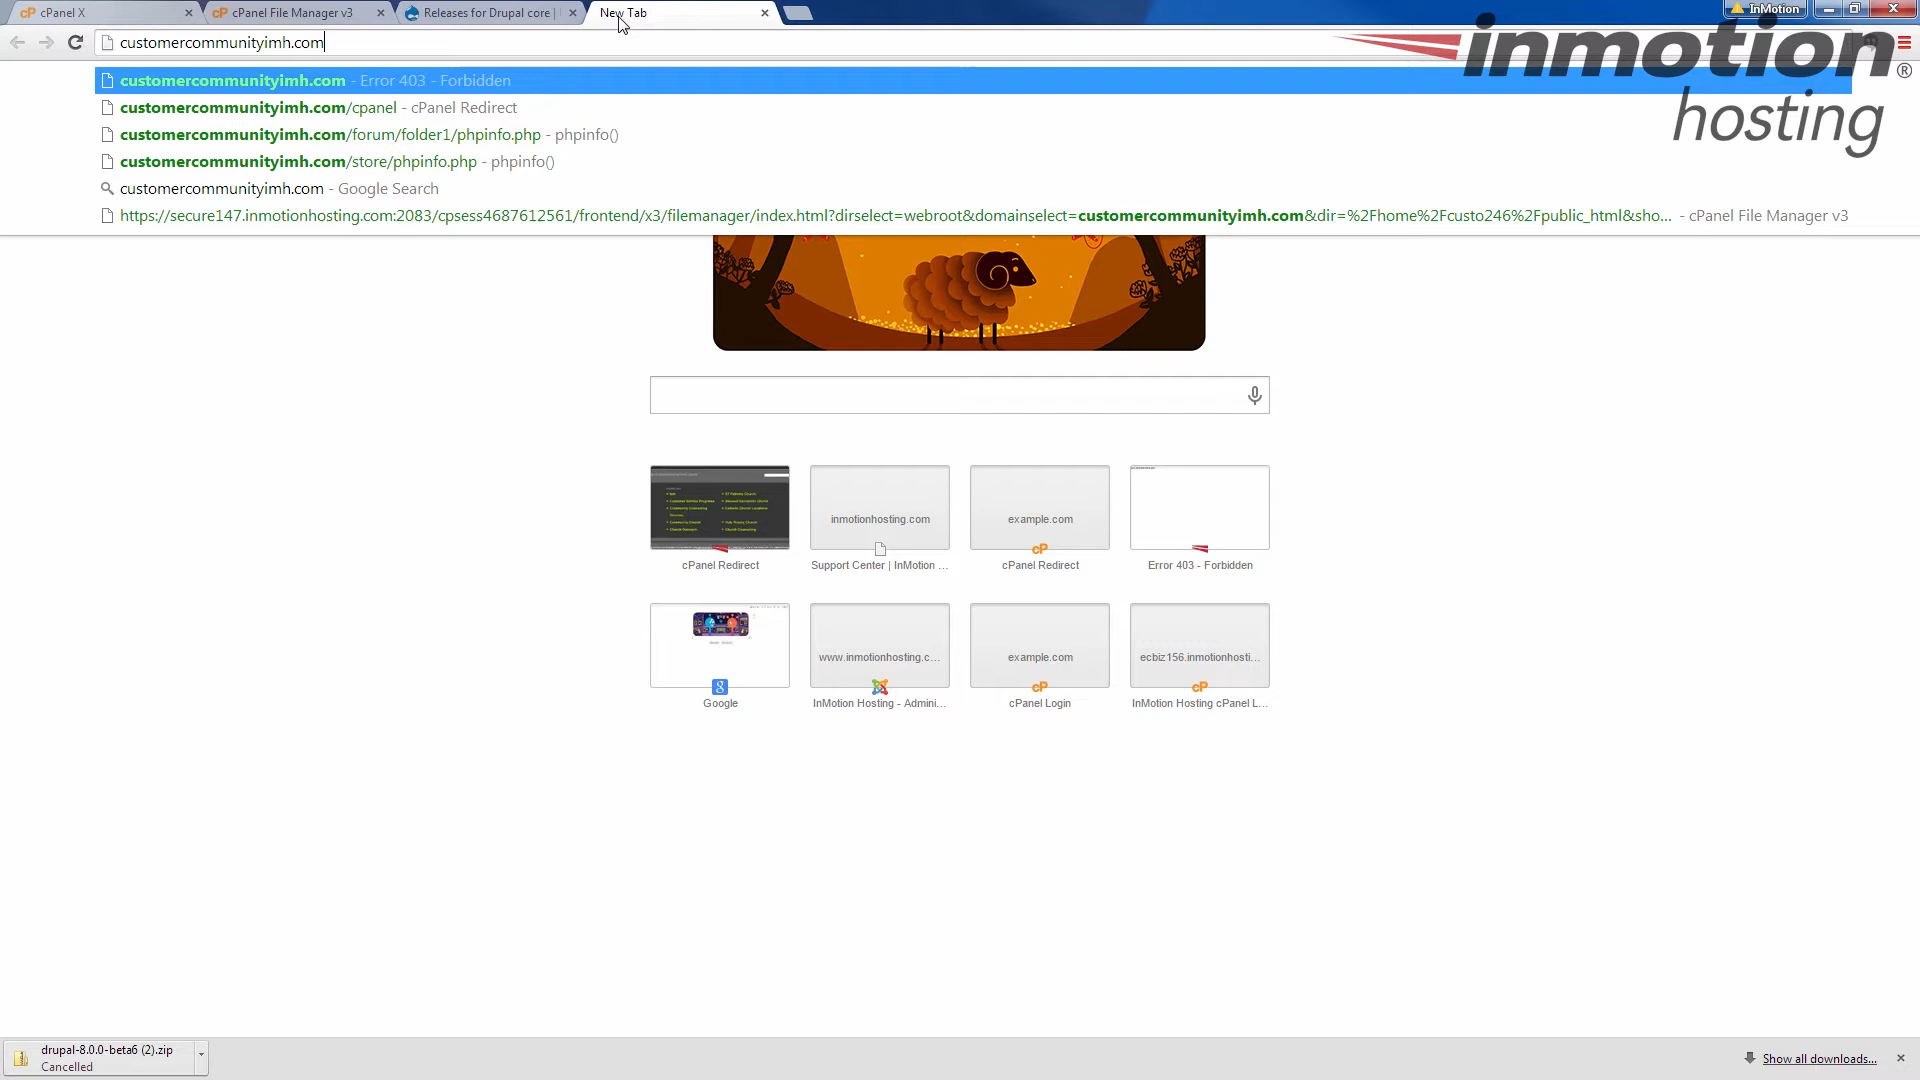 cPanel X
cPanel File Manager v3
Releases for Drupal core |
New Tab
InMotion
customercommunityimh.com
inmotion
hosting
®
customercommunityimh.com - Error 403 - Forbidden
customercommunityimh.com/cpanel - cPanel Redirect
customercommunityimh.com/forum/folder1/phpinfo.php - phpinfo()
customercommunityimh.com/store/phpinfo.php - phpinfo()
customercommunityimh.com - Google Search
https://secure147.inmotionhosting.com:2083/cpsess4687612561/frontend/x3/filemanager/index.html?dirselect=webroot&domainselect=customercommunityimh.com&dir=%2Fhome%2Fcusto246%2Fpublic_html&sho... - cPanel File Manager v3
inmotionhosting.com
example.com
cPanel Redirect
Support Center | InMotion ...
cPanel Redirect
Error 403 - Forbidden
www.inmotionhosting.c...
example.com
ecbiz156.inmotionhosti...
Google
InMotion Hosting - Admini...
cPanel Login
InMotion Hosting cPanel L...
drupal-8.0.0-beta6 (2).zip
Cancelled
Show all downloads...